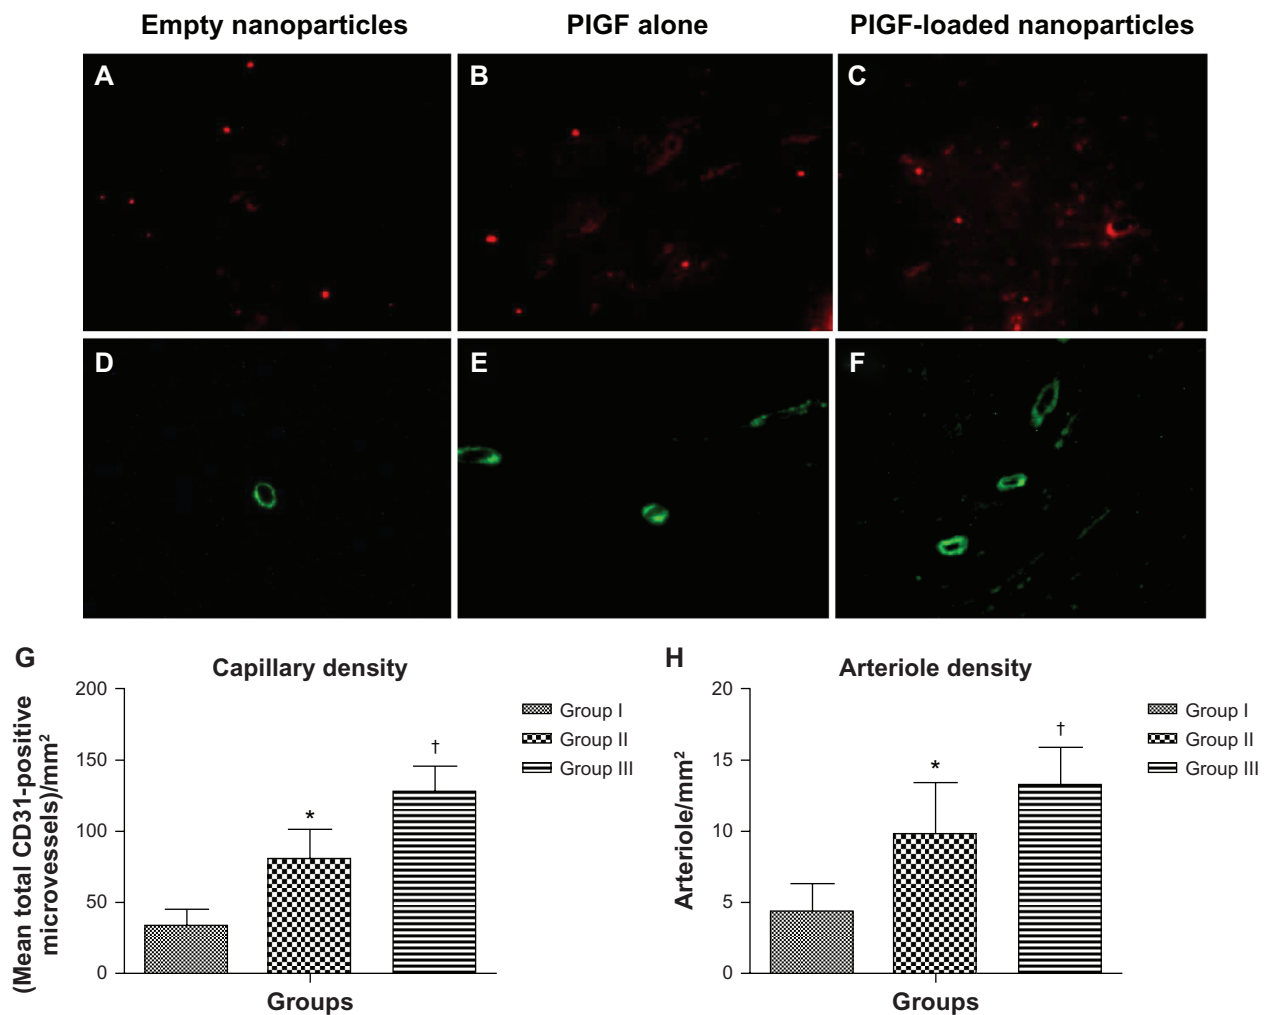 Empty nanoparticles
PIGF alone
PIGF-loaded nanoparticles
A
B
C
D
E
F
G
Capillary density
(Mean total CD31-positive
microvessels)/mm²
200
150
100
50
0
*
†
Groups
Group I
Group II
Group III
H
Arteriole density
Arteriole/mm²
20
15
10
5
0
*
†
Groups
Group I
Group II
Group III